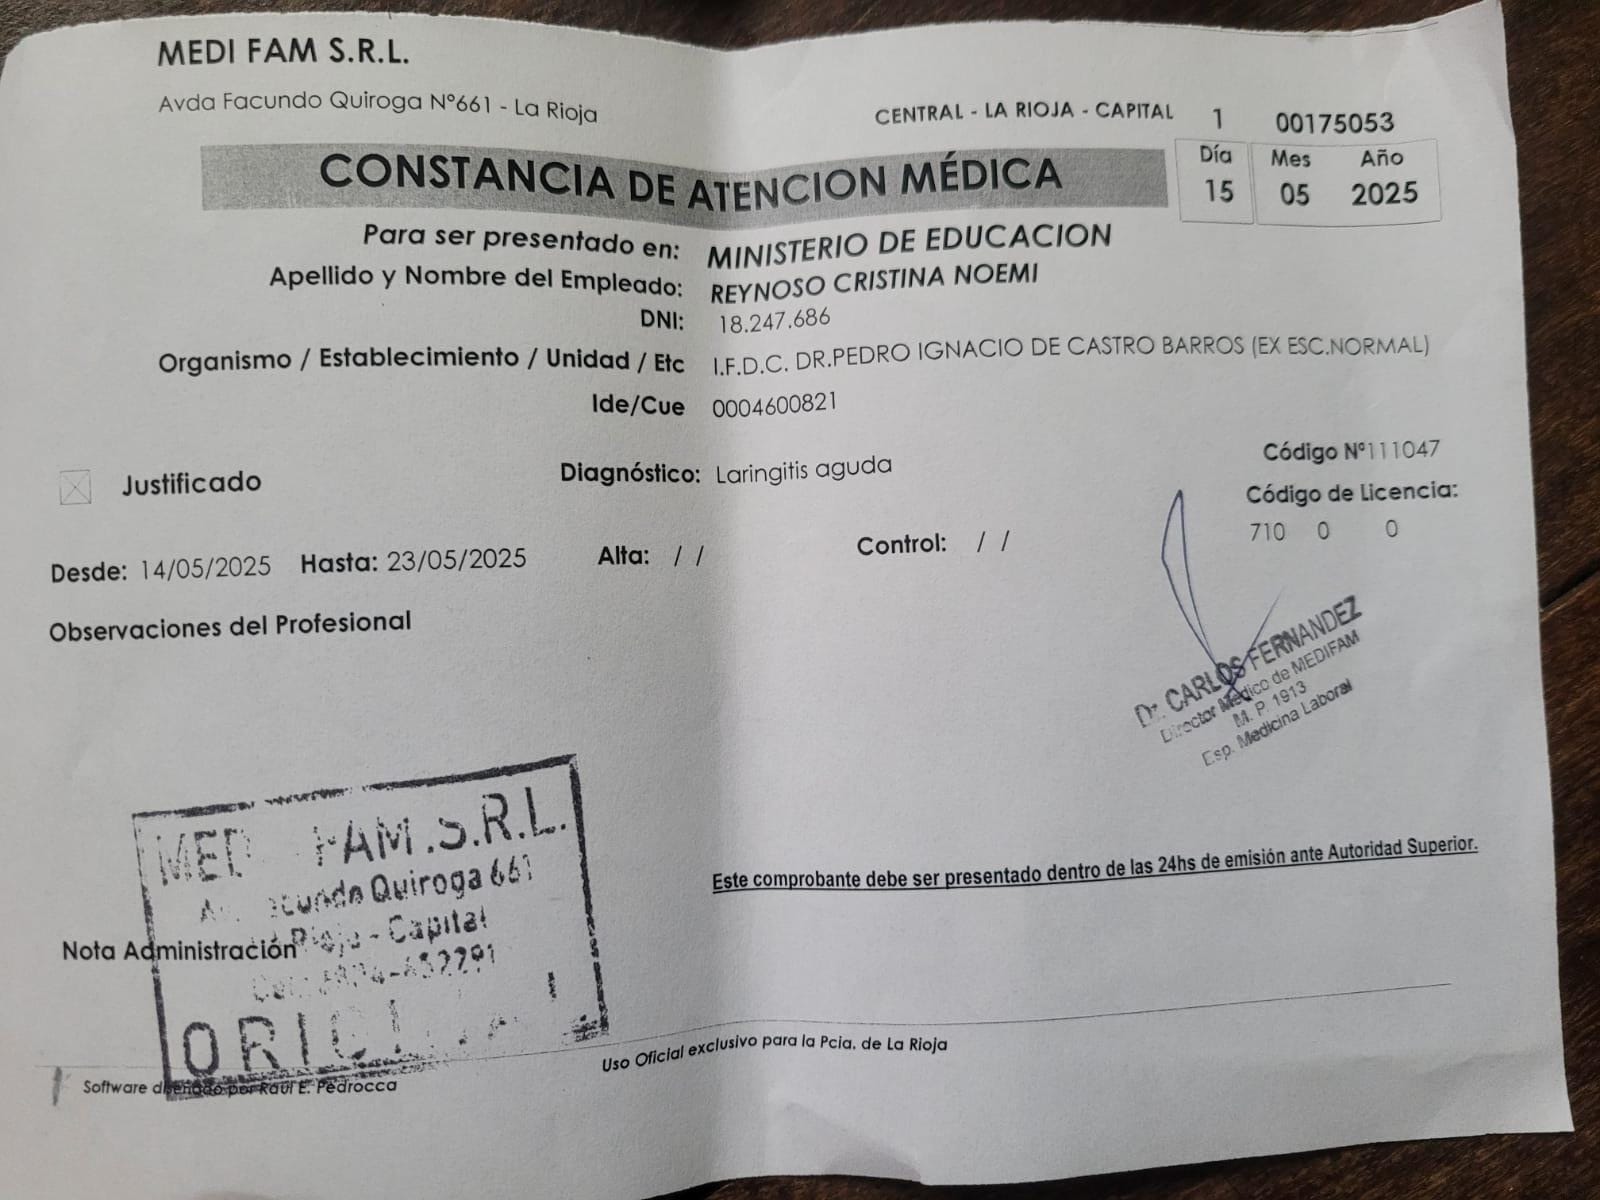 MEDI FAM S.R.L.
Avda Facundo Quiroga Nº661 - La Rioja
CENTRAL - LA RIOJA - CAPITAL 1 00175053
CONSTANCIA DE ATENCION MÉDICA
Día Mes Año
15 05 2025
Para ser presentado en: MINISTERIO DE EDUCACION
Apellido y Nombre del Empleado: REYNOSO CRISTINA NOEMI
DNI: 18.247.686
Organismo / Establecimiento / Unidad / Etc I.F.D.C. DR.PEDRO IGNACIO DE CASTRO BARROS (EX ESC.NORMAL)
Ide/Cue 0004600821
Código Nº111047
Justificado Diagnóstico: Laringitis aguda
Código de Licencia:
710 0 0
Desde: 14/05/2025 Hasta: 23/05/2025 Alta: / / Control: / /
Observaciones del Profesional
Dr. CARLOS FERNANDEZ
Director Médico de MEDIFAM
M. P. 1913
Esp. Medicina Laboral
FAM.S.R.L.
Quiroga 661
- Capital
Este comprobante debe ser presentado dentro de las 24hs de emisión ante Autoridad Superior.
Nota Administración
Uso Oficial exclusivo para la Pcia. de La Rioja
Software diseñado por Raúl E. Pedrocca